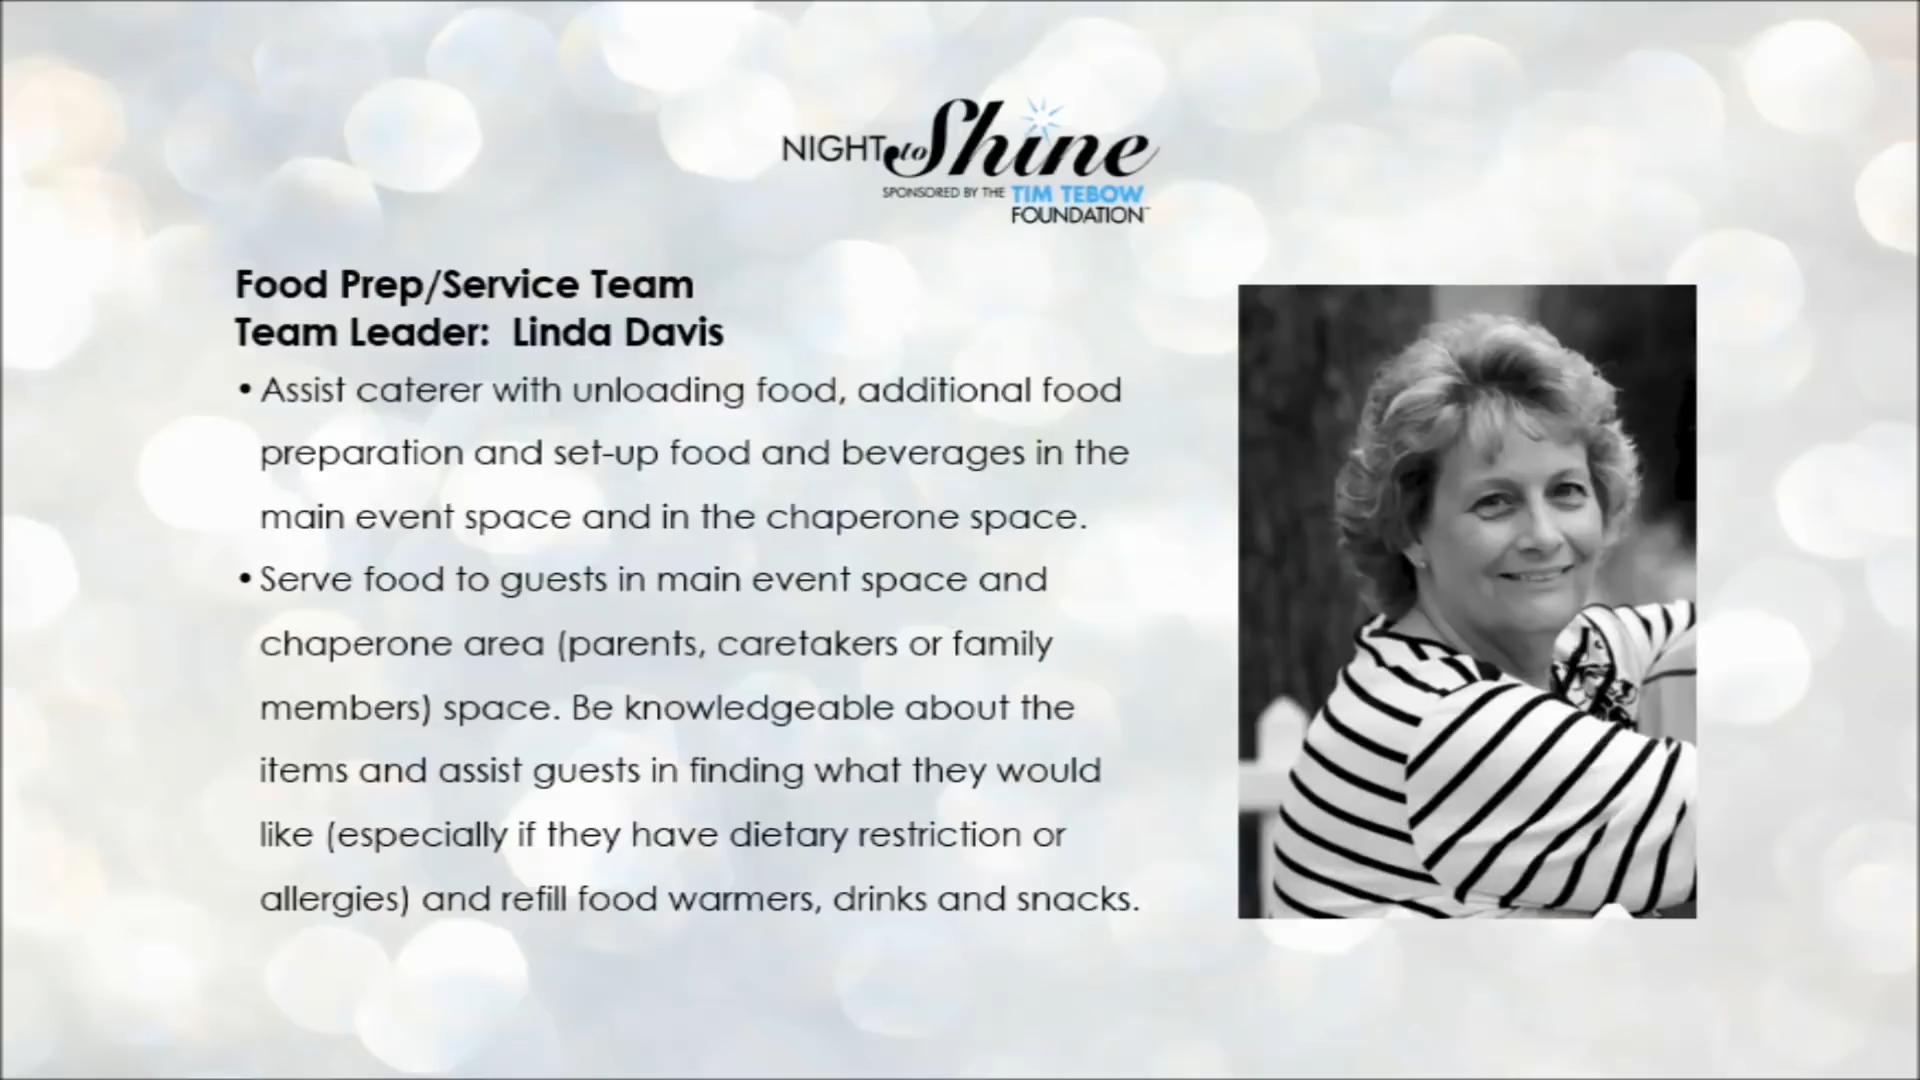 NIGHT to Shine
SPONSORED BY THE TIM TEBOW
FOUNDATION™
Food Prep/Service Team
Team Leader:  Linda Davis
• Assist caterer with unloading food, additional food
preparation and set-up food and beverages in the
main event space and in the chaperone space.
• Serve food to guests in main event space and
chaperone area (parents, caretakers or family
members) space. Be knowledgeable about the
items and assist guests in finding what they would
like (especially if they have dietary restriction or
allergies) and refill food warmers, drinks and snacks.